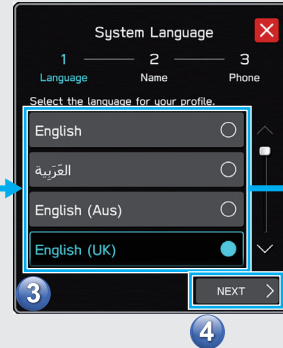 System Language
1 2 3
Language Name Phone
Select the language for your profile.
English
العَرَبِية
English (Aus)
English (UK)
3
NEXT
4